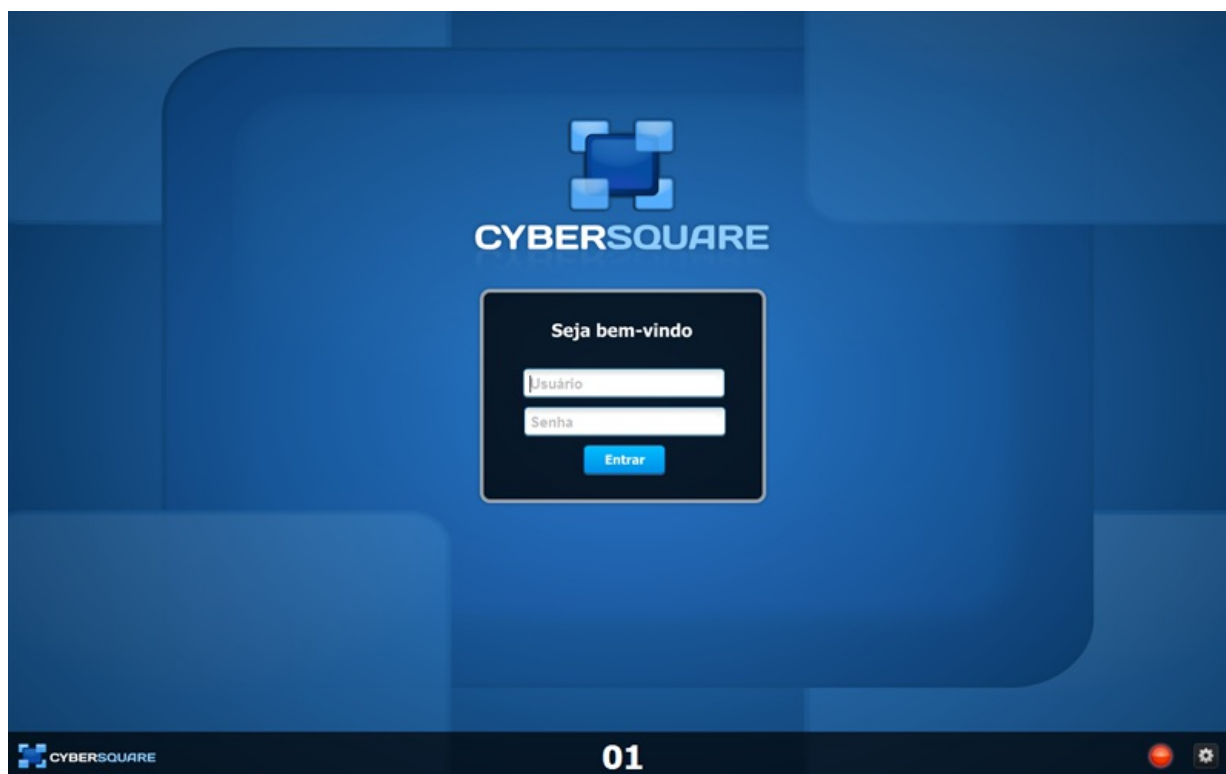 CYBERSQUARE
Seja bem-vindo
Usuário
Senha
Entrar
CYBERSQUARE
01